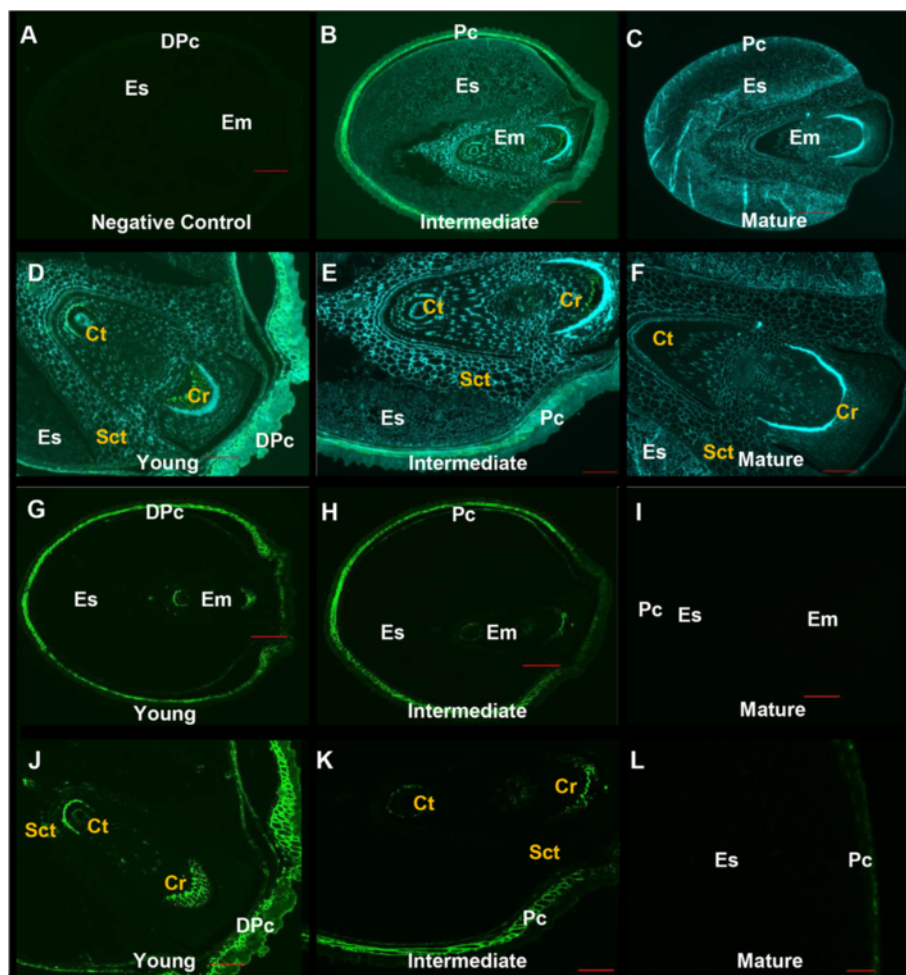 A
DPc
Es
Em
Negative Control
B
Pc
Es
Em
Intermediate
C
Pc
Es
Em
Mature
D
Ct
Cr
Es
Sct
DPc
Young
E
Ct
Cr
Sct
Es
Pc
Intermediate
F
Ct
Cr
Es
Sct
Mature
G
DPc
Es
Em
Young
H
Pc
Es
Em
Intermediate
I
Pc
Es
Em
Mature
J
Sct
Ct
Cr
DPc
Young
K
Ct
Cr
Sct
Pc
Intermediate
L
Es
Pc
Mature